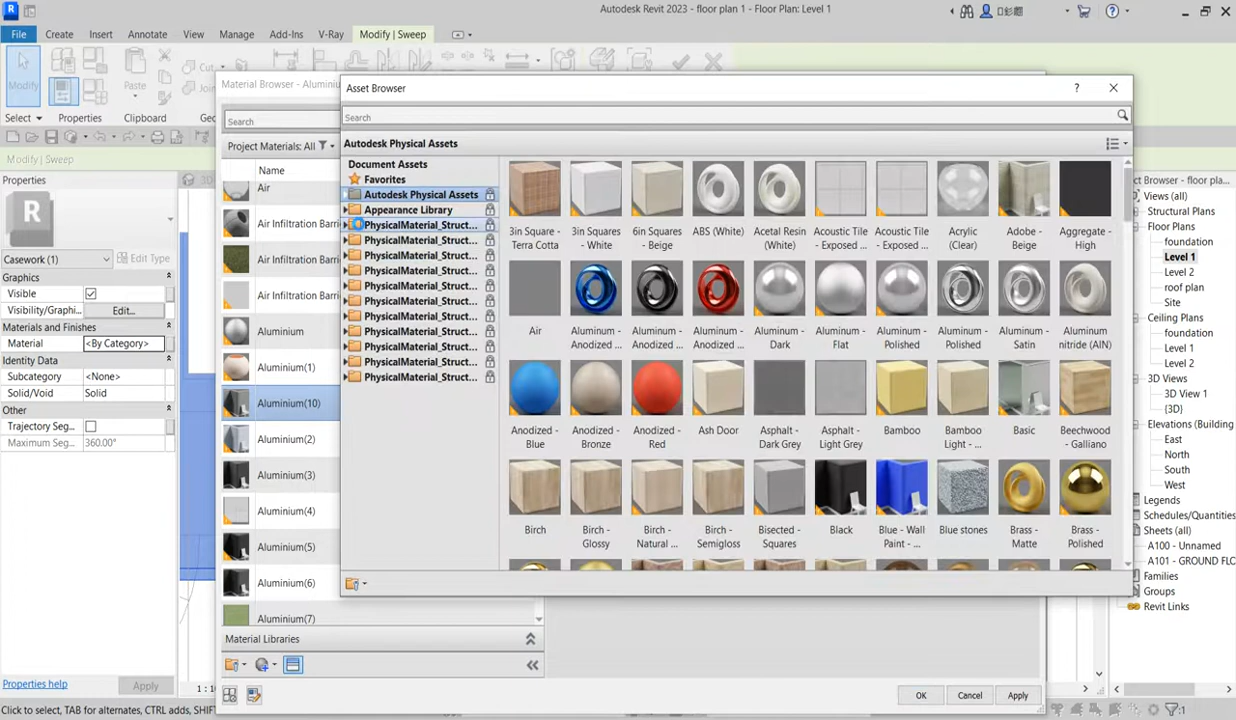 Autodesk Revit 2023 - floor plan 1 - Floor Plan: Level 1
File Create Insert Annotate View Manage Add-Ins V-Ray Modify | Sweep
Modify Paste Cut
Select Properties Clipboard
Modify | Sweep
Properties
Casework (1) Edit Type
Graphics
Visible
Visibility/Graphi... Edit...
Materials and Finishes
Material <By Category>
Identity Data
Subcategory <None>
Solid/Void Solid
Other
Trajectory Seg...
Maximum Seg... 360.00°
Properties help Apply
Click to select, TAB for alternates, CTRL adds, SHIFT
Material Browser - Aluminiu
Search
Project Materials: All
Name
Air
Air Infiltration Barri
Air Infiltration Barri
Air Infiltration Barri
Aluminium
Aluminium(1)
Aluminium(10)
Aluminium(2)
Aluminium(3)
Aluminium(4)
Aluminium(5)
Aluminium(6)
Aluminium(7)
Material Libraries
OK Cancel Apply
Asset Browser
Search
Autodesk Physical Assets
Document Assets
Favorites
Autodesk Physical Assets
Appearance Library
PhysicalMaterial_Struct...
PhysicalMaterial_Struct...
PhysicalMaterial_Struct...
PhysicalMaterial_Struct...
PhysicalMaterial_Struct...
PhysicalMaterial_Struct...
PhysicalMaterial_Struct...
PhysicalMaterial_Struct...
PhysicalMaterial_Struct...
PhysicalMaterial_Struct...
PhysicalMaterial_Struct...
3in Square - 3in Squares 6in Squares ABS (White) Acetal Resin Acoustic Tile Acoustic Tile Acrylic Adobe - Aggregate -
Terra Cotta - White - Beige (White) - Exposed ... - Exposed ... (Clear) Beige High
Air Aluminum - Aluminum - Aluminum - Aluminum - Aluminum - Aluminum - Aluminum - Aluminum - Aluminum
Anodized ... Anodized ... Anodized ... Dark Flat Polished Polished Satin nitride (AlN)
Anodized - Anodized - Anodized - Ash Door Asphalt - Asphalt - Bamboo Bamboo Basic Beechwood
Blue Bronze Red Dark Grey Light Grey Light - ... - Galliano
Birch Birch - Birch - Birch - Bisected - Black Blue - Wall Blue stones Brass - Brass -
Glossy Natural ... Semigloss Squares Paint - ... Matte Polished
ect Browser - floor plan...
Views (all)
Structural Plans
Floor Plans
foundation
Level 1
Level 2
roof plan
Site
Ceiling Plans
foundation
Level 1
Level 2
3D Views
3D View 1
{3D}
Elevations (Building
East
North
South
West
Legends
Schedules/Quantities
Sheets (all)
A100 - Unnamed
A101 - GROUND FLC
Families
Groups
Revit Links
:1